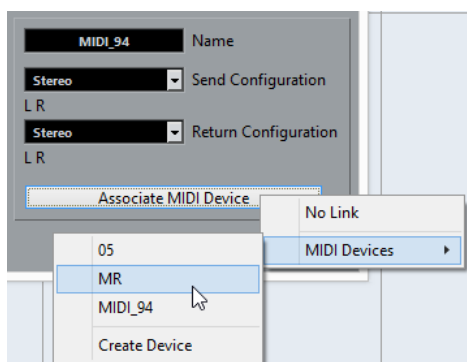 MIDI_94 Name
Stereo Send Configuration
L R
Stereo Return Configuration
L R
Associate MIDI Device
No Link
MIDI Devices
05
MR
MIDI_94
Create Device